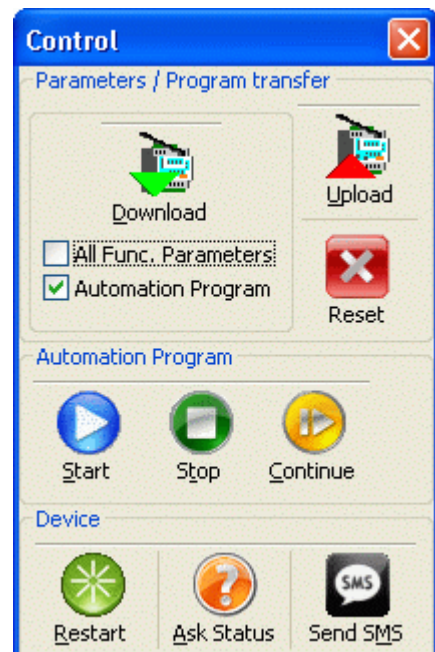 Control
Parameters / Program transfer
Download
Upload
All Func. Parameters
Automation Program
Reset
Automation Program
Start Stop Continue
Device
SMS
Restart Ask Status Send SMS